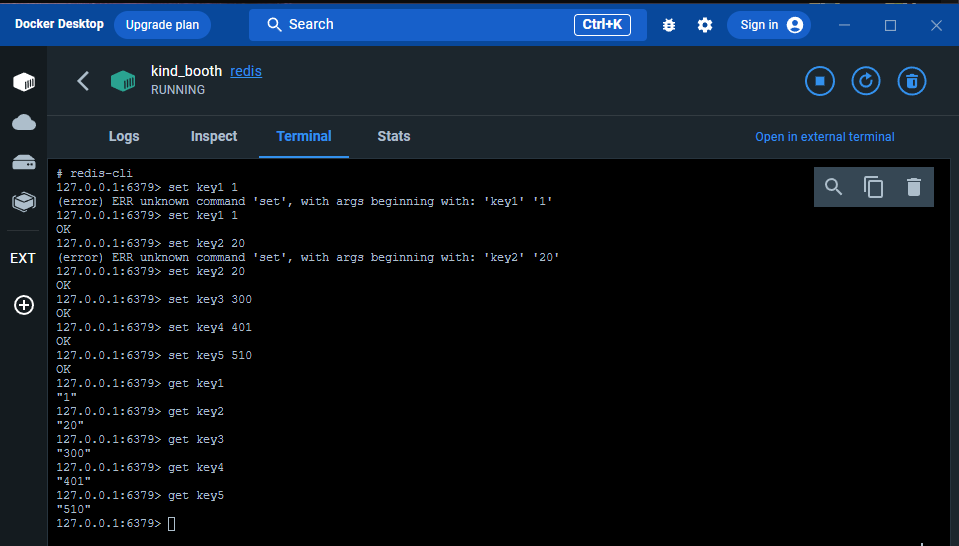 Docker Desktop Upgrade plan Search Ctrl+K Sign in
kind_booth redis
RUNNING
Logs Inspect Terminal Stats Open in external terminal
# redis-cli
127.0.0.1:6379> set key1 1
(error) ERR unknown command 'set', with args beginning with: 'key1' '1'
127.0.0.1:6379> set key1 1
OK
127.0.0.1:6379> set key2 20
(error) ERR unknown command 'set', with args beginning with: 'key2' '20'
127.0.0.1:6379> set key2 20
OK
127.0.0.1:6379> set key3 300
OK
127.0.0.1:6379> set key4 401
OK
127.0.0.1:6379> set key5 510
OK
127.0.0.1:6379> get key1
"1"
127.0.0.1:6379> get key2
"20"
127.0.0.1:6379> get key3
"300"
127.0.0.1:6379> get key4
"401"
127.0.0.1:6379> get key5
"510"
127.0.0.1:6379>
EXT